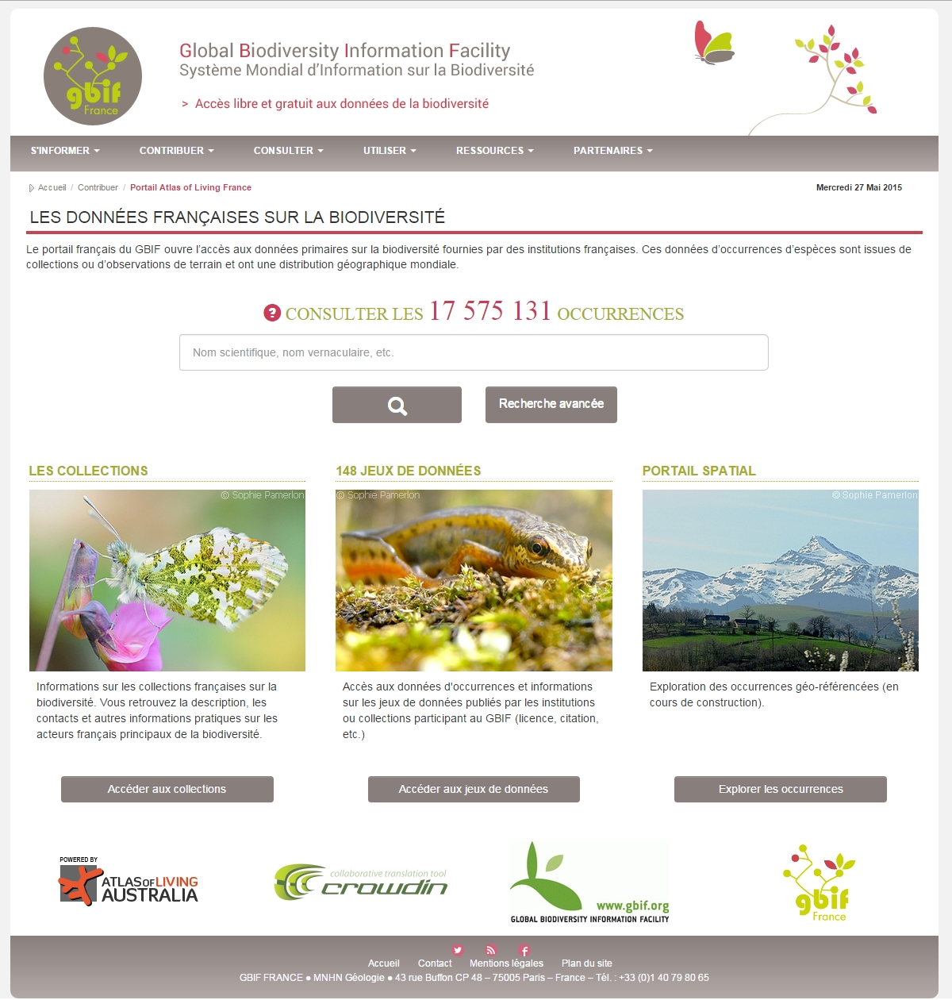 gbif
France
Global Biodiversity Information Facility
Système Mondial d'Information sur la Biodiversité
> Accès libre et gratuit aux données de la biodiversité
S'INFORMER CONTRIBUER CONSULTER UTILISER RESSOURCES PARTENAIRES
Accueil / Contribuer / Portail Atlas of Living France
Mercredi 27 Mai 2015
LES DONNÉES FRANÇAISES SUR LA BIODIVERSITÉ
Le portail français du GBIF ouvre l'accès aux données primaires sur la biodiversité fournies par des institutions françaises. Ces données d'occurrences d'espèces sont issues de
collections ou d'observations de terrain et ont une distribution géographique mondiale.
? CONSULTER LES 17 575 131 OCCURRENCES
Nom scientifique, nom vernaculaire, etc.
Recherche avancée
LES COLLECTIONS
© Sophie Pamerlon
Informations sur les collections françaises sur la
biodiversité. Vous retrouvez la description, les
contacts et autres informations pratiques sur les
acteurs français principaux de la biodiversité.
Accéder aux collections
148 JEUX DE DONNÉES
© Sophie Pamerlon
Accès aux données d'occurrences et informations
sur les jeux de données publiés par les institutions
ou collections participant au GBIF (licence, citation,
etc.)
Accéder aux jeux de données
PORTAIL SPATIAL
© Sophie Pamerlon
Exploration des occurrences géo-référencées (en
cours de construction).
Explorer les occurrences
POWERED BY
ATLAS OF LIVING
AUSTRALIA
collaborative translation tool
crowdin
www.gbif.org
GLOBAL BIODIVERSITY INFORMATION FACILITY
gbif
France
Accueil Contact Mentions légales Plan du site
GBIF FRANCE ● MNHN Géologie ● 43 rue Buffon CP 48 – 75005 Paris – France – Tél. : +33 (0)1 40 79 80 65